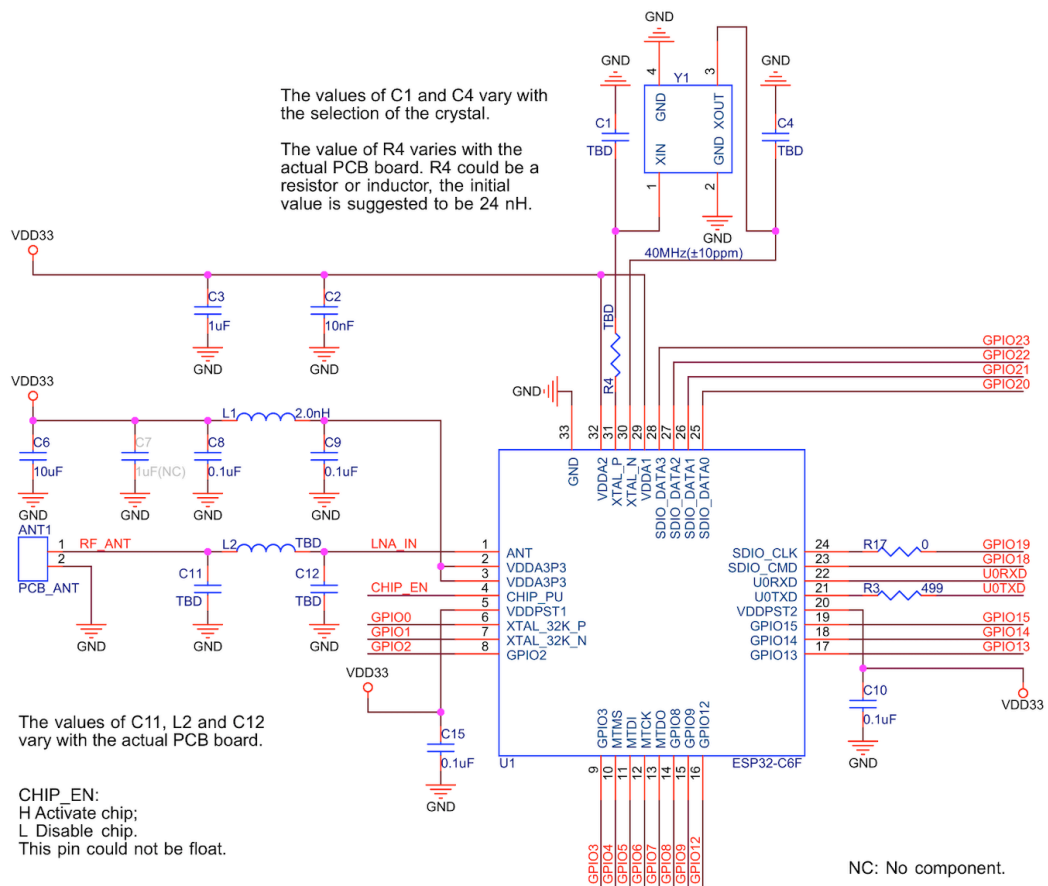 GND
GND
4
3
Y1
GND
GND
XOUT
C1
TBD
C4
TBD
XIN
GND
1
2
GND
The values of C1 and C4 vary with
the selection of the crystal.
The value of R4 varies with the
actual PCB board. R4 could be a
resistor or inductor, the initial
value is suggested to be 24 nH.
40MHz(±10ppm)
VDD33
C3
1uF
GND
C2
10nF
GND
TBD
R4
GPIO23
GPIO22
GPIO21
GPIO20
VDD33
C6
10uF
GND
C7
1uF(NC)
GND
C8
0.1uF
GND
L1
2.0nH
C9
0.1uF
GND
GND
33
32
31
30
29
28
27
26
25
GND
VDDA2
XTAL_P
XTAL_N
VDDA1
SDIO_DATA3
SDIO_DATA2
SDIO_DATA1
SDIO_DATA0
ANT1
1
2
PCB_ANT
RF_ANT
L2
TBD
LNA_IN
C11
TBD
C12
TBD
GND
GND
GND
CHIP_EN
GPIO0
GPIO1
GPIO2
1
2
3
4
5
6
7
8
ANT
VDDA3P3
VDDA3P3
CHIP_PU
VDDPST1
XTAL_32K_P
XTAL_32K_N
GPIO2
SDIO_CLK
SDIO_CMD
U0RXD
U0TXD
VDDPST2
GPIO15
GPIO14
GPIO13
24
23
22
21
20
19
18
17
R17
0
R3
499
GPIO19
GPIO18
U0RXD
U0TXD
GPIO15
GPIO14
GPIO13
VDD33
C15
0.1uF
GND
C10
0.1uF
GND
VDD33
GPIO3
MTMS
MTDI
MTCK
MTDO
GPIO8
GPIO9
GPIO12
U1
ESP32-C6F
9
10
11
12
13
14
15
16
GPIO3
GPIO4
GPIO5
GPIO6
GPIO7
GPIO8
GPIO9
GPIO12
The values of C11, L2 and C12
vary with the actual PCB board.
CHIP_EN:
H Activate chip;
L Disable chip.
This pin could not be float.
NC: No component.